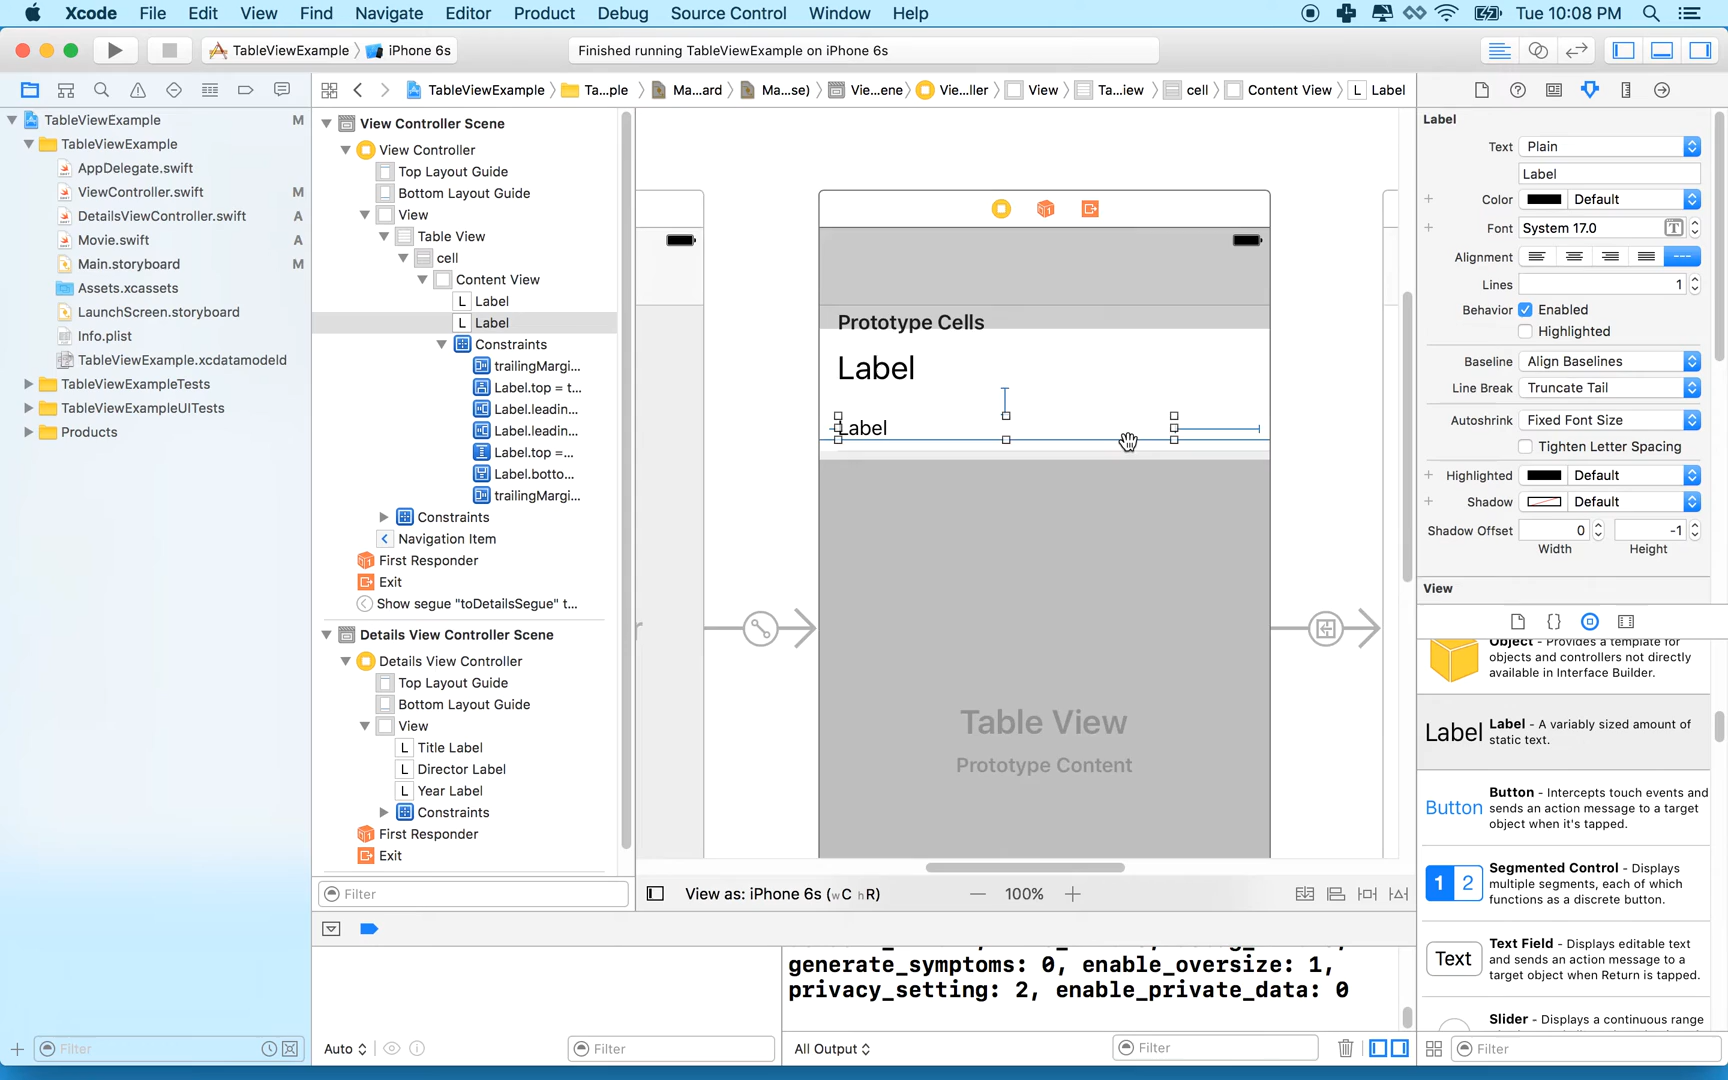 Xcode File Edit View Find Navigate Editor Product Debug Source Control Window Help Tue 10:08 PM
TableViewExample iPhone 6s Finished running TableViewExample on iPhone 6s
TableViewExample Ta...ple Ma...ard Ma...se) Vie...ene Vie...ller View Ta...iew cell Content View L Label
TableViewExample M
TableViewExample
AppDelegate.swift
ViewController.swift M
DetailsViewController.swift A
Movie.swift A
Main.storyboard M
Assets.xcassets
LaunchScreen.storyboard
Info.plist
TableViewExample.xcdatamodeld
TableViewExampleTests
TableViewExampleUITests
Products
Filter
View Controller Scene
View Controller
Top Layout Guide
Bottom Layout Guide
View
Table View
cell
Content View
L Label
L Label
Constraints
trailingMargi...
Label.top = t...
Label.leadin...
Label.leadin...
Label.top =...
Label.botto...
trailingMargi...
Constraints
Navigation Item
First Responder
Exit
Show segue "toDetailsSegue" t...
Details View Controller Scene
Details View Controller
Top Layout Guide
Bottom Layout Guide
View
L Title Label
L Director Label
L Year Label
Constraints
First Responder
Exit
Filter
Prototype Cells
Label
Label
Table View
Prototype Content
View as: iPhone 6s (wC hR) — 100% +
generate_symptoms: 0, enable_oversize: 1,
privacy_setting: 2, enable_private_data: 0
Auto Filter All Output Filter
Label
Text Plain
Label
Color Default
Font System 17.0 T
Alignment
Lines 1
Behavior Enabled
Highlighted
Baseline Align Baselines
Line Break Truncate Tail
Autoshrink Fixed Font Size
Tighten Letter Spacing
Highlighted Default
Shadow Default
Shadow Offset 0 -1
Width Height
View
Object - Provides a template for
objects and controllers not directly
available in Interface Builder.
Label Label - A variably sized amount of
static text.
Button Button - Intercepts touch events and
sends an action message to a target
object when it's tapped.
1 2 Segmented Control - Displays
multiple segments, each of which
functions as a discrete button.
Text Text Field - Displays editable text
and sends an action message to a
target object when Return is tapped.
Slider - Displays a continuous range
Filter